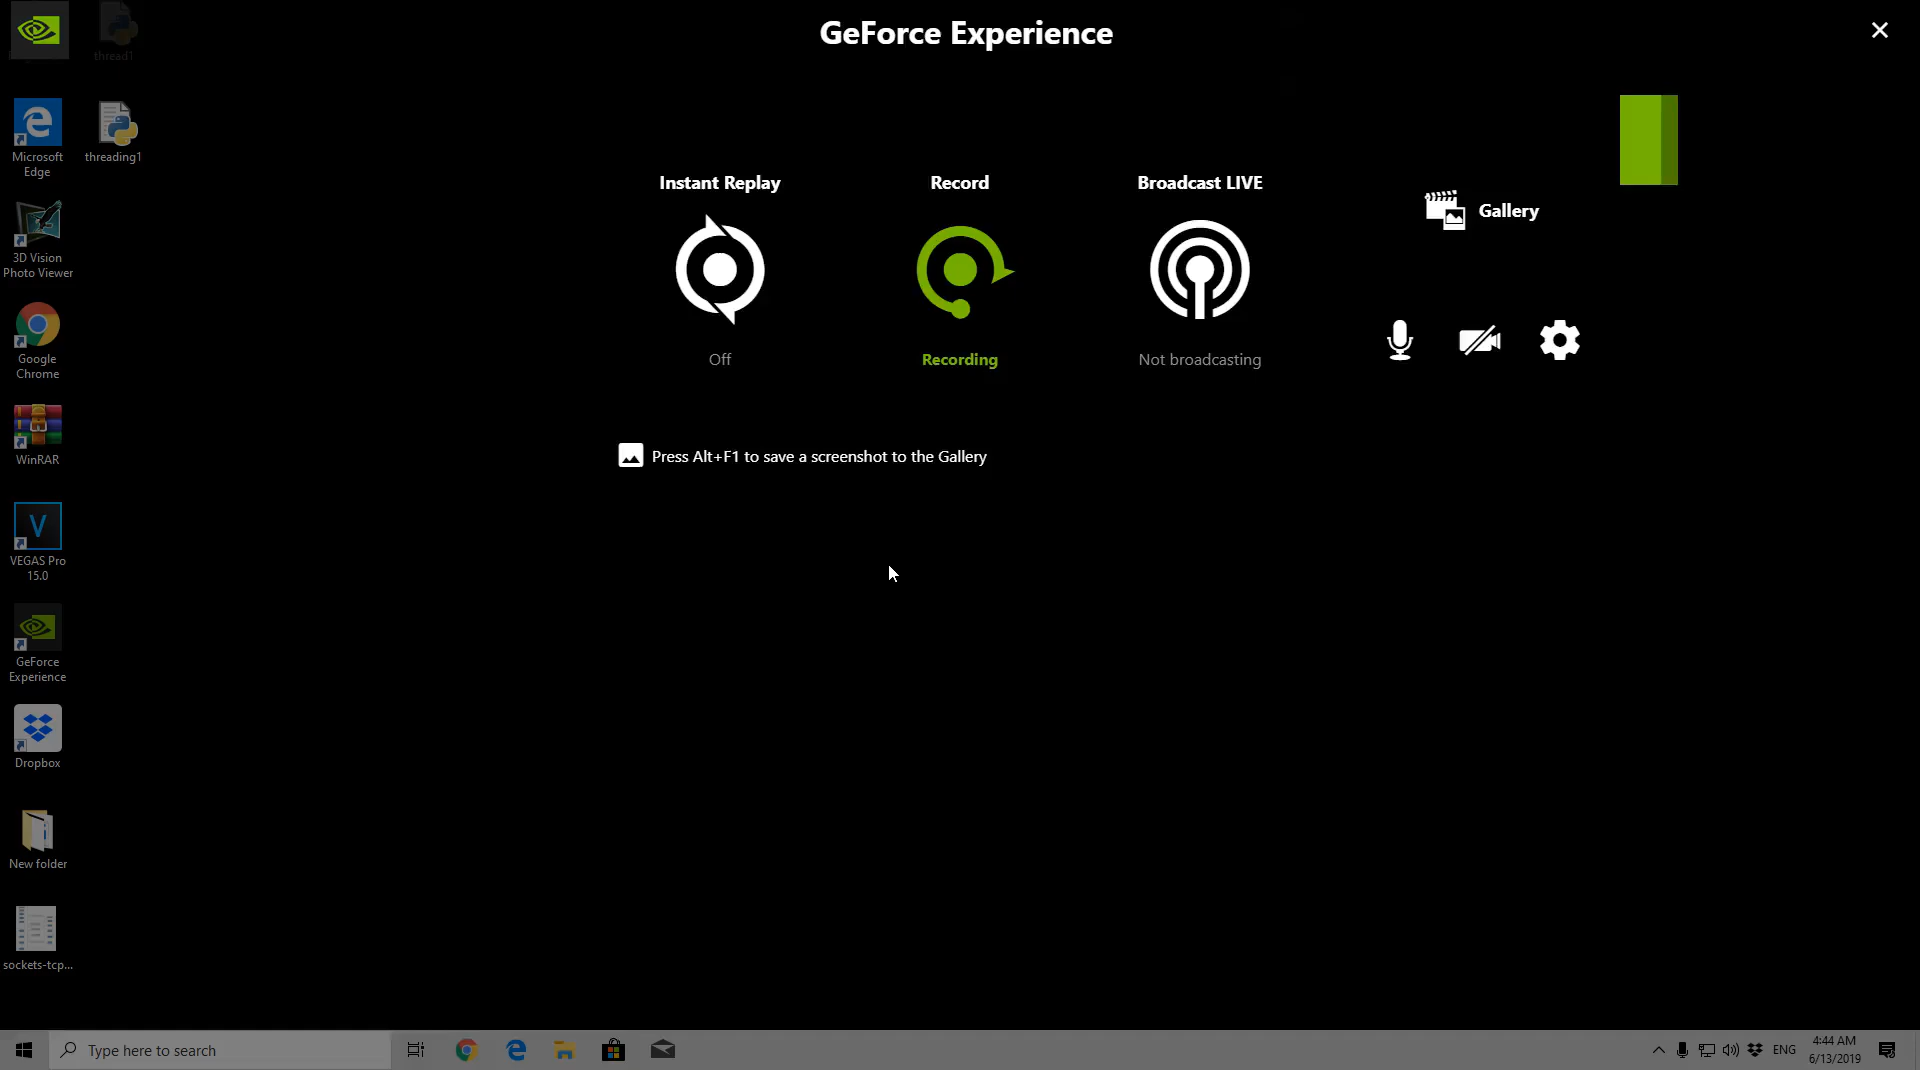 GeForce Experience
thread1
Microsoft
Edge
threading1
3D Vision
Photo Viewer
Google
Chrome
WinRAR
VEGAS Pro
15.0
GeForce
Experience
Dropbox
New folder
sockets-tcp...
Instant Replay
Off
Record
Recording
Broadcast LIVE
Not broadcasting
Gallery
Press Alt+F1 to save a screenshot to the Gallery
Type here to search
ENG
4:44 AM
6/13/2019